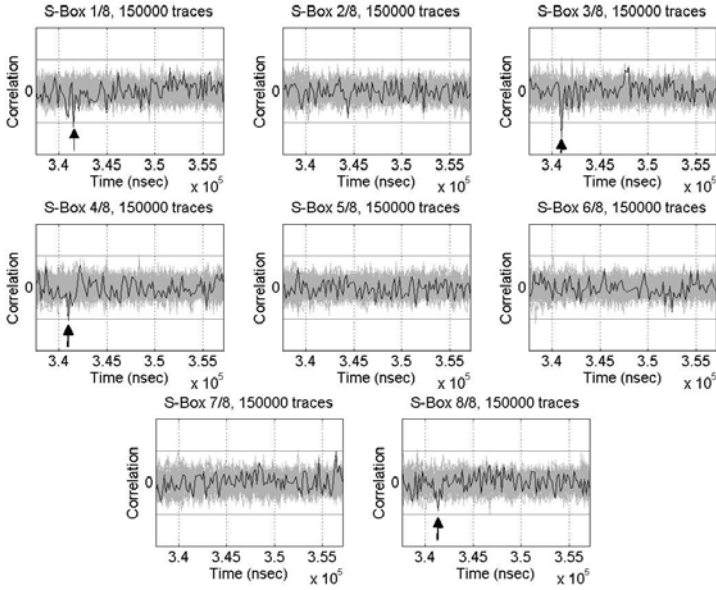 S-Box 1/8, 150000 traces
S-Box 2/8, 150000 traces
S-Box 3/8, 150000 traces
Correlation
0
3.4 3.45 3.5 3.55
Time (nsec)
x 10^5
Correlation
0
3.4 3.45 3.5 3.55
Time (nsec)
x 10^5
Correlation
0
3.4 3.45 3.5 3.55
Time (nsec)
x 10^5
S-Box 4/8, 150000 traces
S-Box 5/8, 150000 traces
S-Box 6/8, 150000 traces
Correlation
0
3.4 3.45 3.5 3.55
Time (nsec)
x 10^5
Correlation
0
3.4 3.45 3.5 3.55
Time (nsec)
x 10^5
Correlation
0
3.4 3.45 3.5 3.55
Time (nsec)
x 10^5
S-Box 7/8, 150000 traces
S-Box 8/8, 150000 traces
Correlation
0
3.4 3.45 3.5 3.55
Time (nsec)
x 10^5
Correlation
0
3.4 3.45 3.5 3.55
Time (nsec)
x 10^5